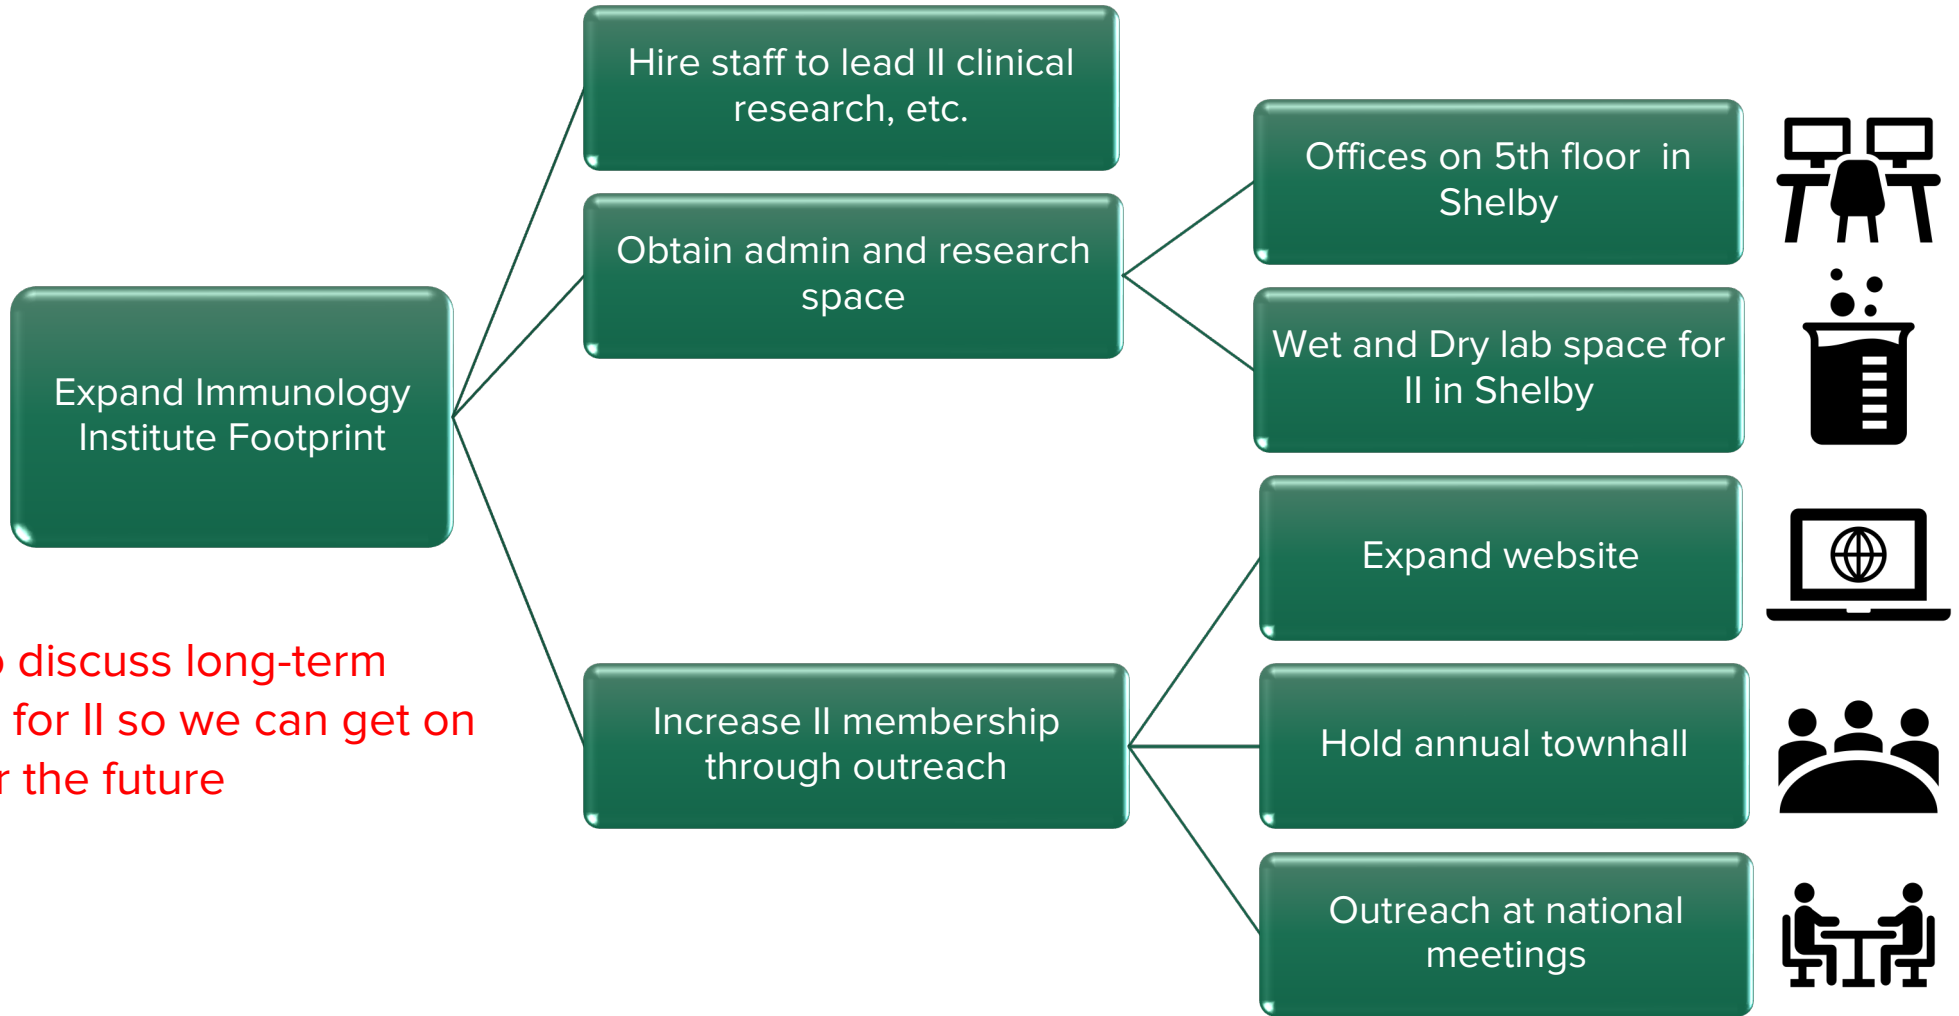 Hire staff to lead II clinical
research, etc.
Offices on 5th floor  in
Shelby
Obtain admin and research
space
Wet and Dry lab space for
II in Shelby
Expand Immunology
Institute Footprint
Expand website
discuss long-term
for II so we can get on
the future
Increase II membership
through outreach
Hold annual townhall
Outreach at national
meetings